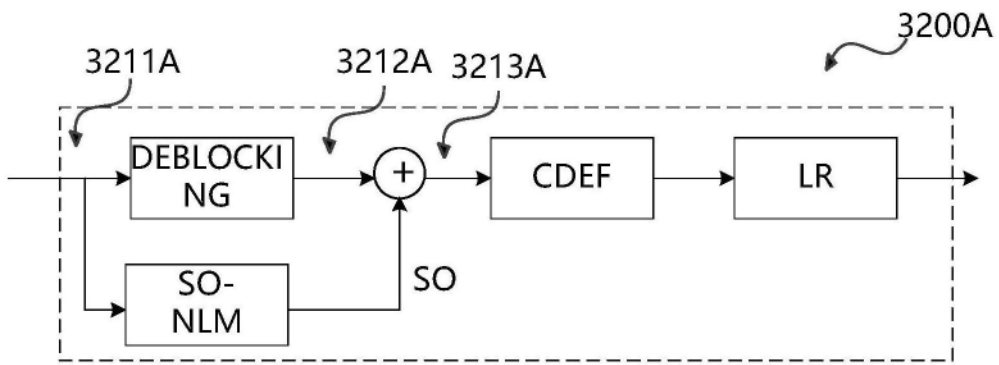 3200A
3211A
3212A
3213A
DEBLOCKI
NG
+
CDEF
LR
SO-
NLM
SO